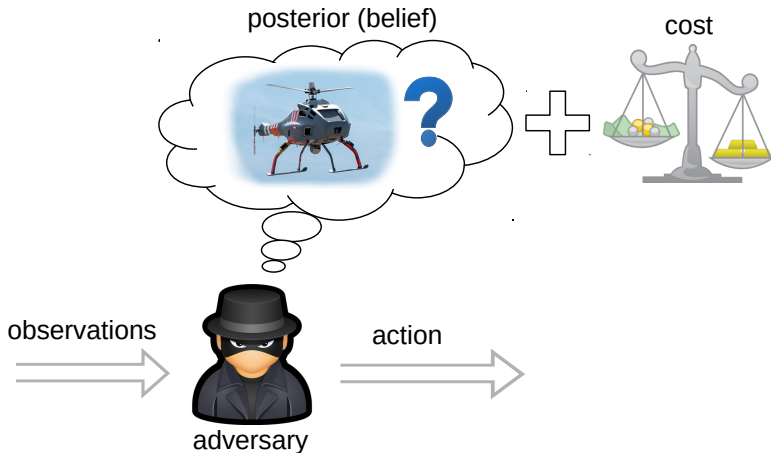 posterior (belief)
cost
observations
action
adversary